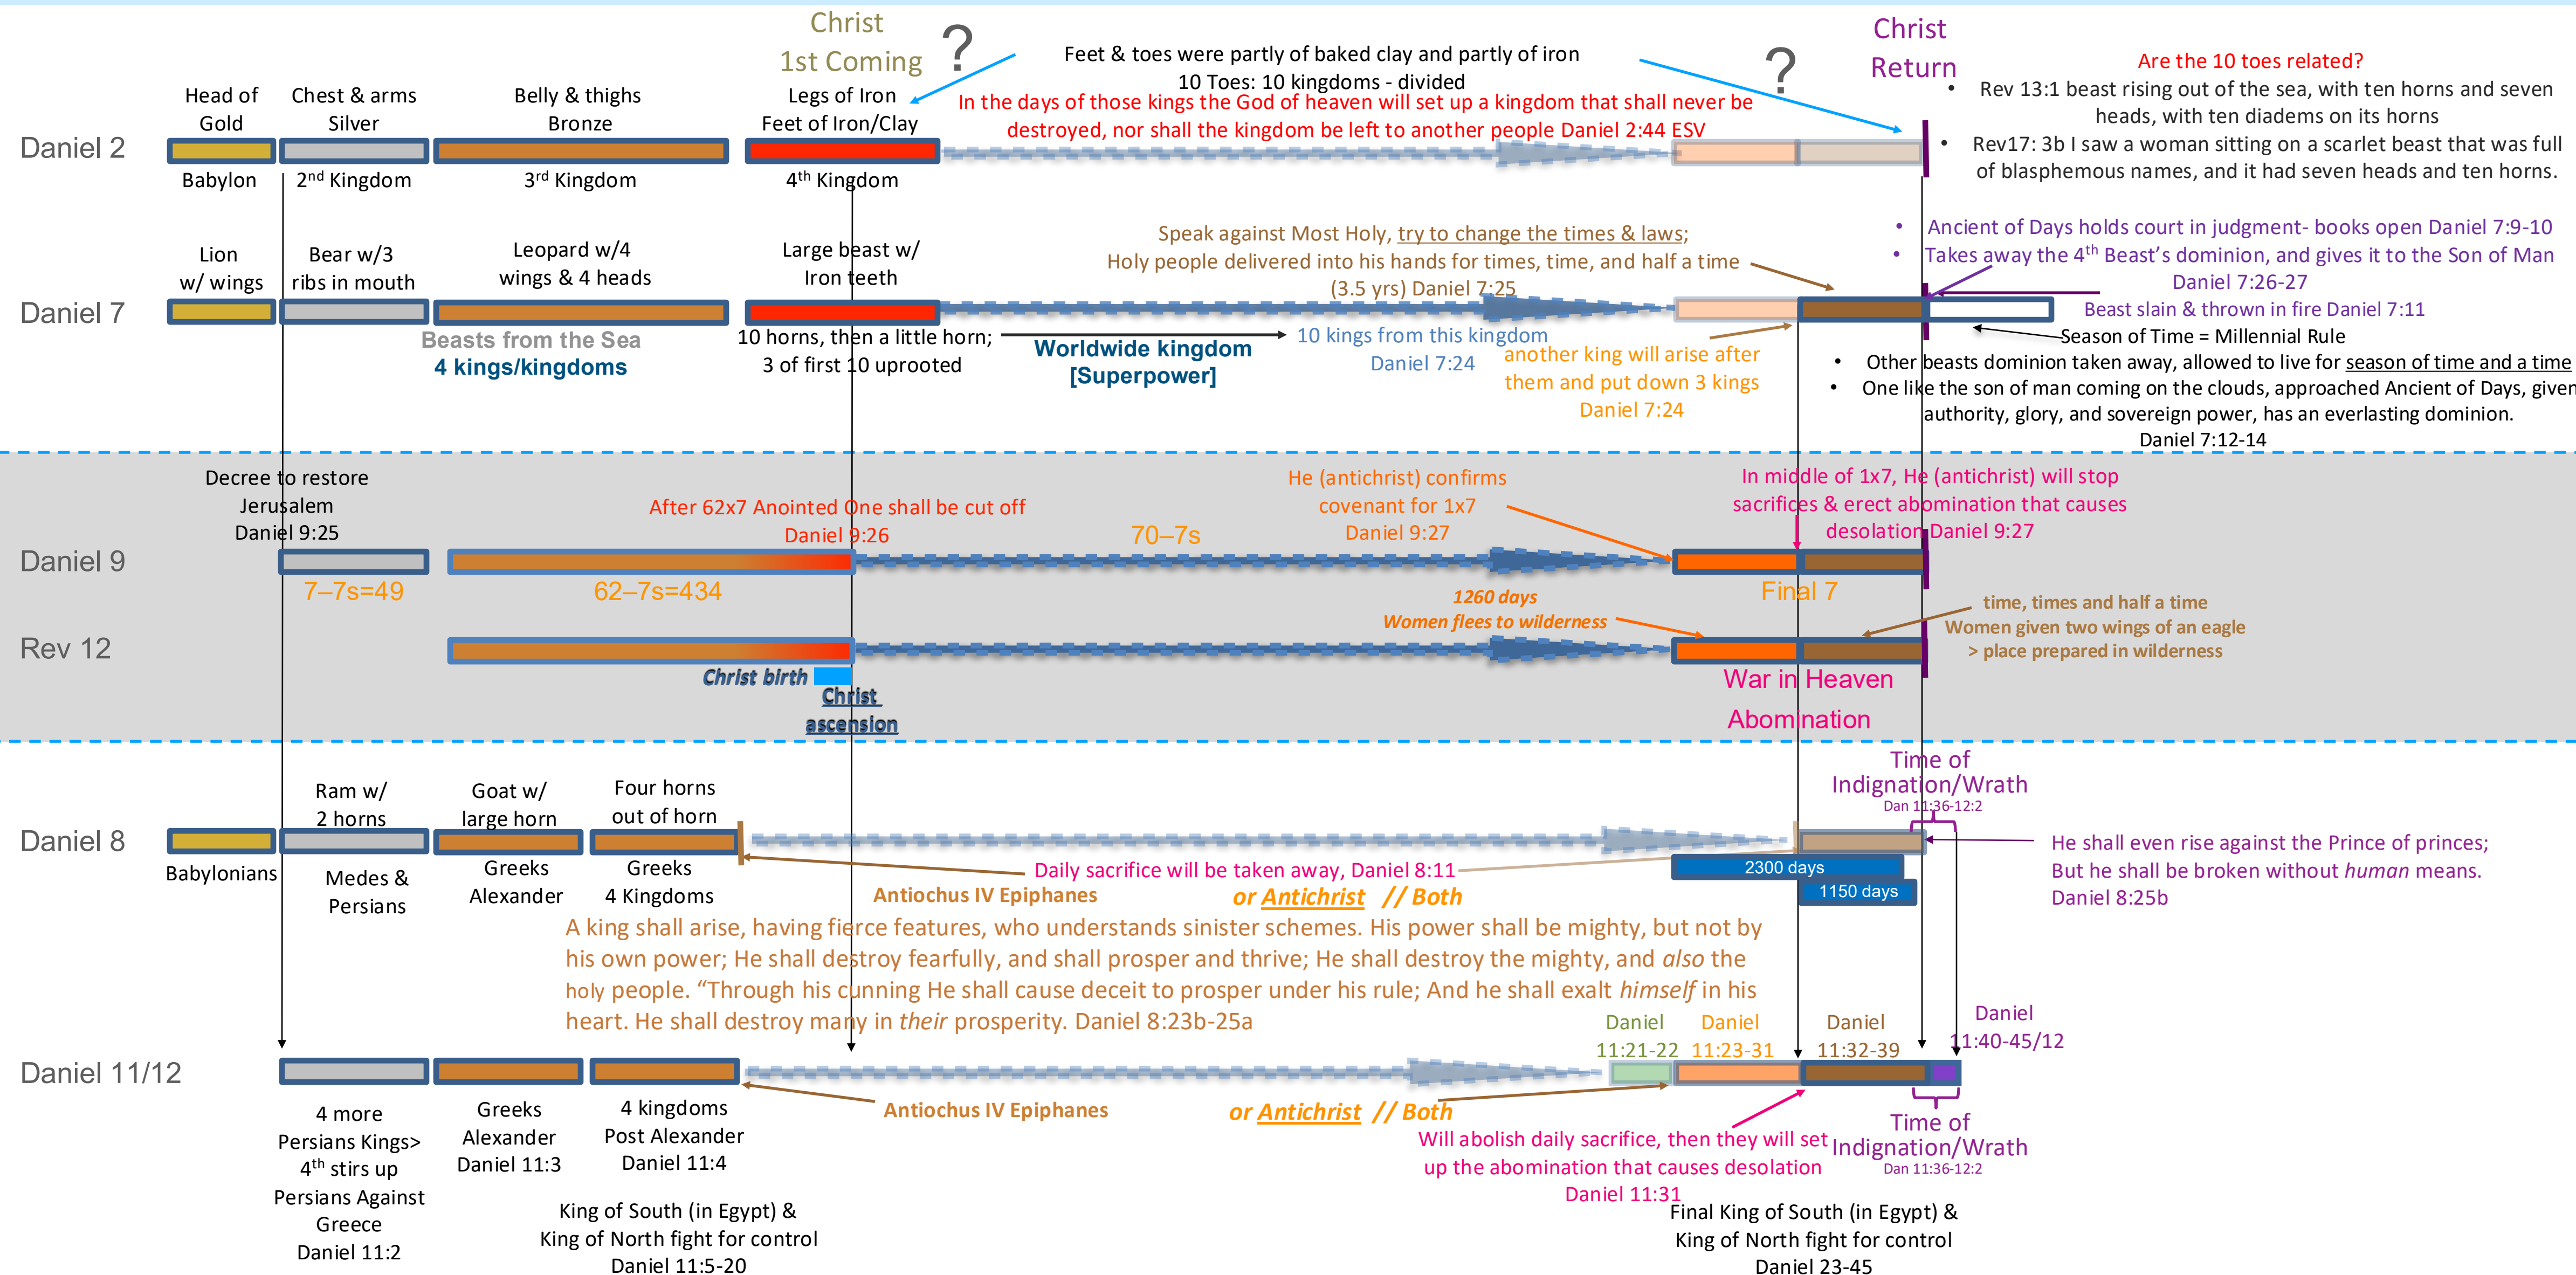 Christ
1st Coming
?
Feet & toes were partly of baked clay and partly of iron
10 Toes: 10 kingdoms - divided
In the days of those kings the God of heaven will set up a kingdom that shall never be
destroyed, nor shall the kingdom be left to another people Daniel 2:44 ESV
?
Christ
Return
Are the 10 toes related?
• Rev 13:1 beast rising out of the sea, with ten horns and seven
heads, with ten diadems on its horns
• Rev17: 3b I saw a woman sitting on a scarlet beast that was full
of blasphemous names, and it had seven heads and ten horns.
Daniel 2
Head of
Gold
Babylon
Chest & arms
Silver
2nd Kingdom
Belly & thighs
Bronze
3rd Kingdom
Legs of Iron
Feet of Iron/Clay
4th Kingdom
Daniel 7
Lion
w/ wings
Bear w/3
ribs in mouth
Leopard w/4
wings & 4 heads
Beasts from the Sea
4 kings/kingdoms
Large beast w/
Iron teeth
10 horns, then a little horn;
3 of first 10 uprooted
Worldwide kingdom
[Superpower]
10 kings from this kingdom
Daniel 7:24
Speak against Most Holy, try to change the times & laws;
Holy people delivered into his hands for times, time, and half a time
(3.5 yrs) Daniel 7:25
another king will arise after
them and put down 3 kings
Daniel 7:24
• Ancient of Days holds court in judgment- books open Daniel 7:9-10
• Takes away the 4th Beast's dominion, and gives it to the Son of Man
Daniel 7:26-27
Beast slain & thrown in fire Daniel 7:11
Season of Time = Millennial Rule
• Other beasts dominion taken away, allowed to live for season of time and a time
• One like the son of man coming on the clouds, approached Ancient of Days, given
authority, glory, and sovereign power, has an everlasting dominion.
Daniel 7:12-14
Daniel 9
Decree to restore
Jerusalem
Daniel 9:25
7–7s=49
After 62x7 Anointed One shall be cut off
Daniel 9:26
62–7s=434
70–7s
He (antichrist) confirms
covenant for 1x7
Daniel 9:27
In middle of 1x7, He (antichrist) will stop
sacrifices & erect abomination that causes
desolation Daniel 9:27
Final 7
Rev 12
Christ birth
Christ
ascension
1260 days
Women flees to wilderness
time, times and half a time
Women given two wings of an eagle
> place prepared in wilderness
War in Heaven
Abomination
Daniel 8
Babylonians
Ram w/
2 horns
Medes &
Persians
Goat w/
large horn
Greeks
Alexander
Four horns
out of horn
Greeks
4 Kingdoms
Daily sacrifice will be taken away, Daniel 8:11
Antiochus IV Epiphanes
or Antichrist // Both
Time of
Indignation/Wrath
Dan 11:36-12:2
2300 days
1150 days
He shall even rise against the Prince of princes;
But he shall be broken without human means.
Daniel 8:25b
A king shall arise, having fierce features, who understands sinister schemes. His power shall be mighty, but not by
his own power; He shall destroy fearfully, and shall prosper and thrive; He shall destroy the mighty, and also the
holy people. “Through his cunning He shall cause deceit to prosper under his rule; And he shall exalt himself in his
heart. He shall destroy many in their prosperity. Daniel 8:23b-25a
Daniel 11/12
4 more
Persians Kings>
4th stirs up
Persians Against
Greece
Daniel 11:2
Greeks
Alexander
Daniel 11:3
4 kingdoms
Post Alexander
Daniel 11:4
King of South (in Egypt) &
King of North fight for control
Daniel 11:5-20
Antiochus IV Epiphanes
or Antichrist // Both
Daniel
11:21-22
Daniel
11:23-31
Daniel
11:32-39
Daniel
11:40-45/12
Will abolish daily sacrifice, then they will set
up the abomination that causes desolation
Daniel 11:31
Time of
Indignation/Wrath
Dan 11:36-12:2
Final King of South (in Egypt) &
King of North fight for control
Daniel 23-45